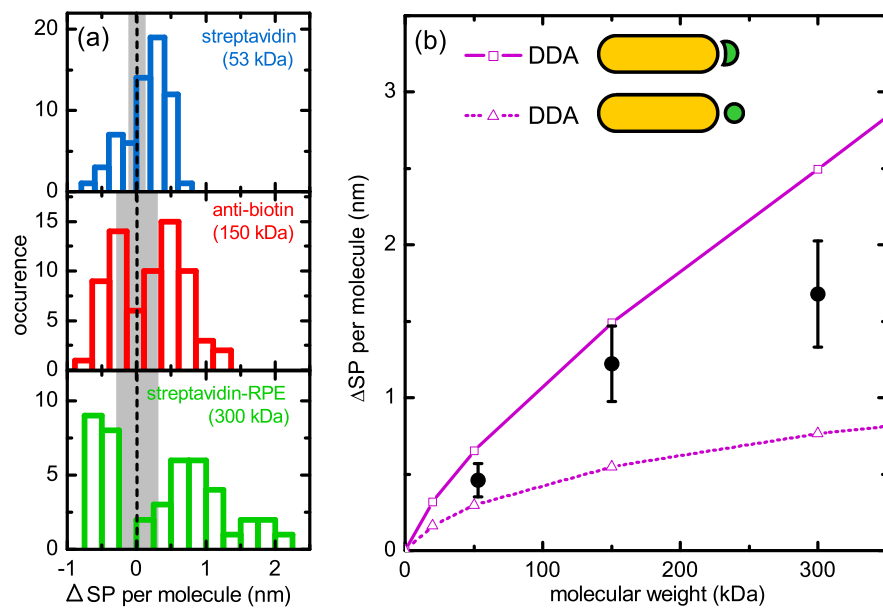 (a)
streptavidin
(53 kDa)
20
10
0
anti-biotin
(150 kDa)
15
10
5
0
occurence
streptavidin-RPE
(300 kDa)
10
5
0
-1 0 1 2
Δ SP per molecule (nm)
(b)
DDA
DDA
3
2
1
0
ΔSP per molecule (nm)
0 100 200 300
molecular weight (kDa)